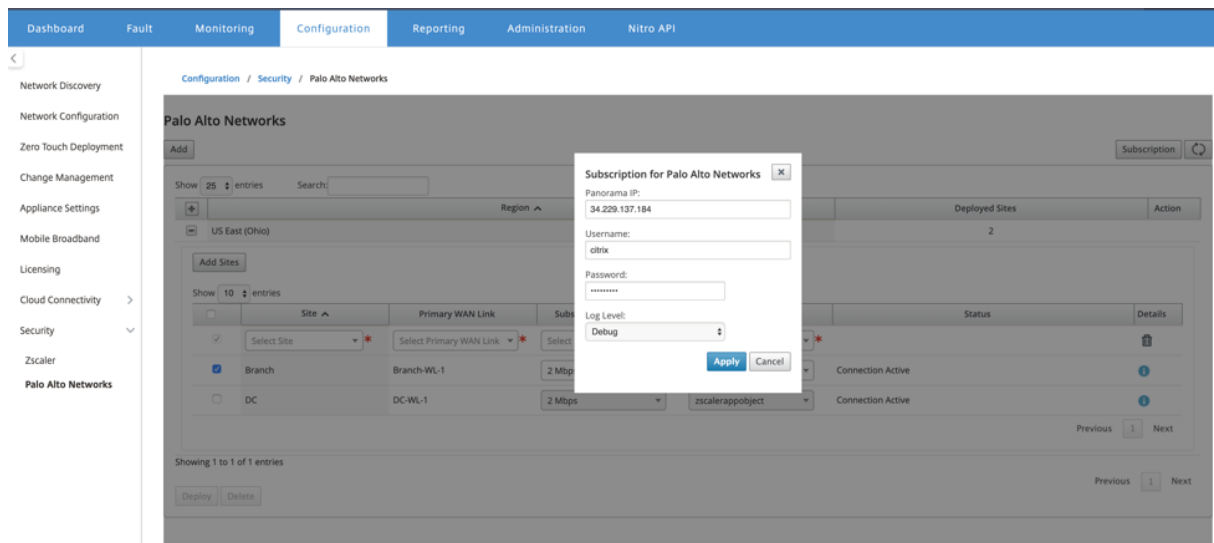 Dashboard Fault Monitoring Configuration Reporting Administration Nitro API
Configuration / Security / Palo Alto Networks
Network Discovery
Network Configuration
Zero Touch Deployment
Change Management
Appliance Settings
Mobile Broadband
Licensing
Cloud Connectivity
Security
Zscaler
Palo Alto Networks
Palo Alto Networks
Add
Subscription
Show 25 entries Search:
Region Deployed Sites Action
US East (Ohio) 2
Add Sites
Show 10 entries
Site Primary WAN Link Subs Status Details
Select Site * Select Primary WAN Link * Select *
Branch Branch-WL-1 2 Mbp Connection Active
DC DC-WL-1 2 Mbps zscalerappobject Connection Active
Previous 1 Next
Showing 1 to 1 of 1 entries
Previous 1 Next
Deploy Delete
Subscription for Palo Alto Networks x
Panorama IP:
34.229.137.184
Username:
citrix
Password:
•••••••••
Log Level:
Debug
Apply Cancel